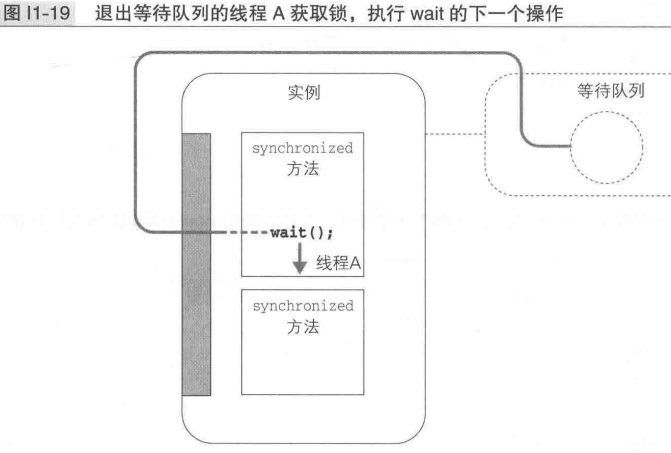 图 I1-19 退出等待队列的线程 A 获取锁，执行 wait 的下一个操作
实例
等待队列
synchronized
方法
wait();
线程A
synchronized
方法